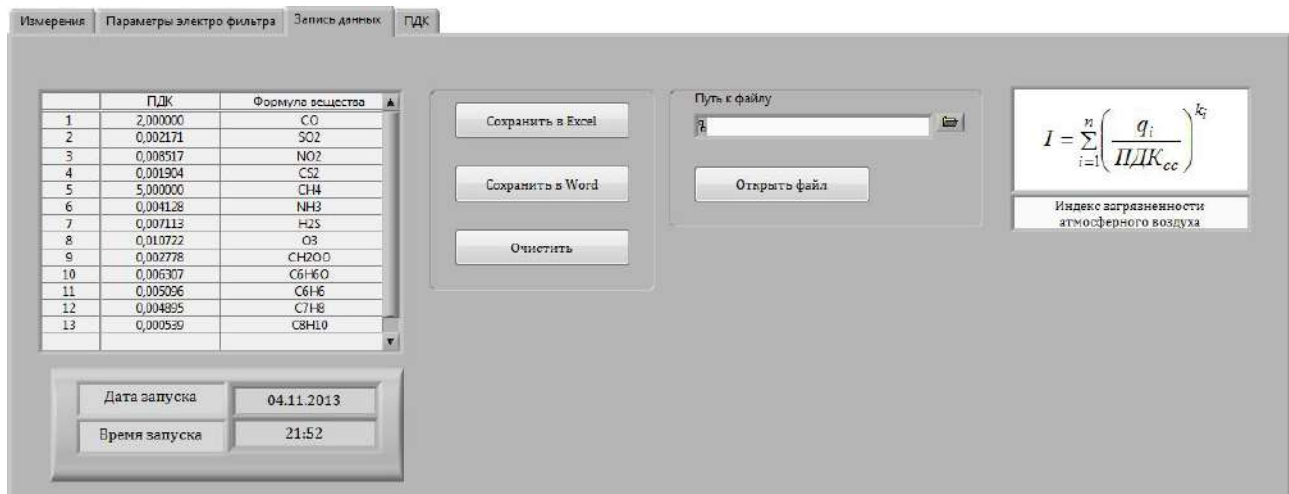 Измерения Параметры электро фильтра Запись данных ПДК
ПДК Формула вещества
1 2,000000 CO
2 0,002171 SO2
3 0,008517 NO2
4 0,001904 CS2
5 5,000000 CH4
6 0,004128 NH3
7 0,007113 H2S
8 0,010722 O3
9 0,002778 CH2OO
10 0,006307 C6H6O
11 0,005096 C6H6
12 0,004895 C7H8
13 0,000539 C8H10
Дата запуска 04.11.2013
Время запуска 21:52
Сохранить в Excel
Сохранить в Word
Очистить
Путь к файлу
Открыть файл
I = ∑ i=1 n ( q i / ПДК cc ) k i
Индекс загрязненности
атмосферного воздуха